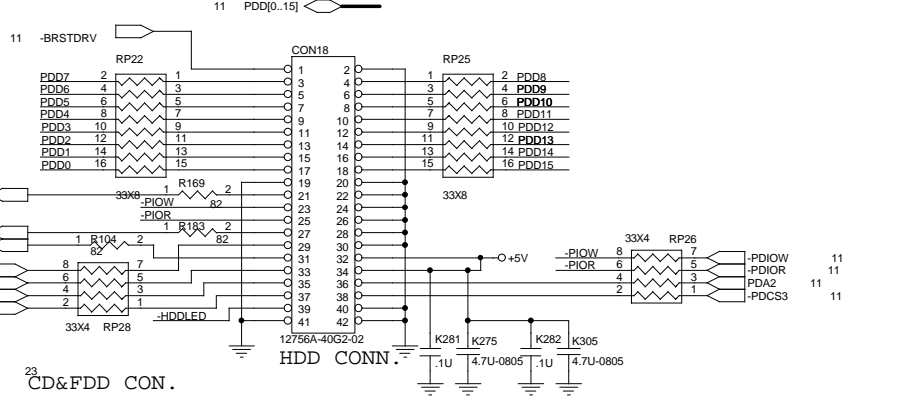 11 PDD[0..15]
11 -BRSTDRV
CON18
RP22 RP25
1 2
PDD7 2 1 3 4 1 2 PDD8
PDD6 4 3 5 6 3 4 PDD9
PDD5 6 5 7 8 5 6 PDD10
PDD4 8 7 9 10 7 8 PDD11
PDD3 10 9 11 12 9 10 PDD12
PDD2 12 11 13 14 11 12 PDD13
PDD1 14 13 15 16 13 14 PDD14
PDD0 16 15 17 18 15 16 PDD15
19 20
33X8 1 R169 2 21 22 33X8
-PIOW 82 23 24
-PIOR 25 26
R183 2 27 28
1 R104 2 82 29 30 33X4 RP26
82 31 32 +5V -PIOW 8 7 -PDIOW 11
8 7 33 34 -PIOR 6 5 -PDIOR 11
6 5 35 36 4 3 PDA2 11
4 3 37 38 2 1 -PDCS3 11
2 1 39 40
33X4 RP28 -HDDLED 41 42
12756A-40G2-02 K281 K275 K282 K305
HDD CONN. .1U 4.7U-0805 .1U 4.7U-0805
23
CD&FDD CON.